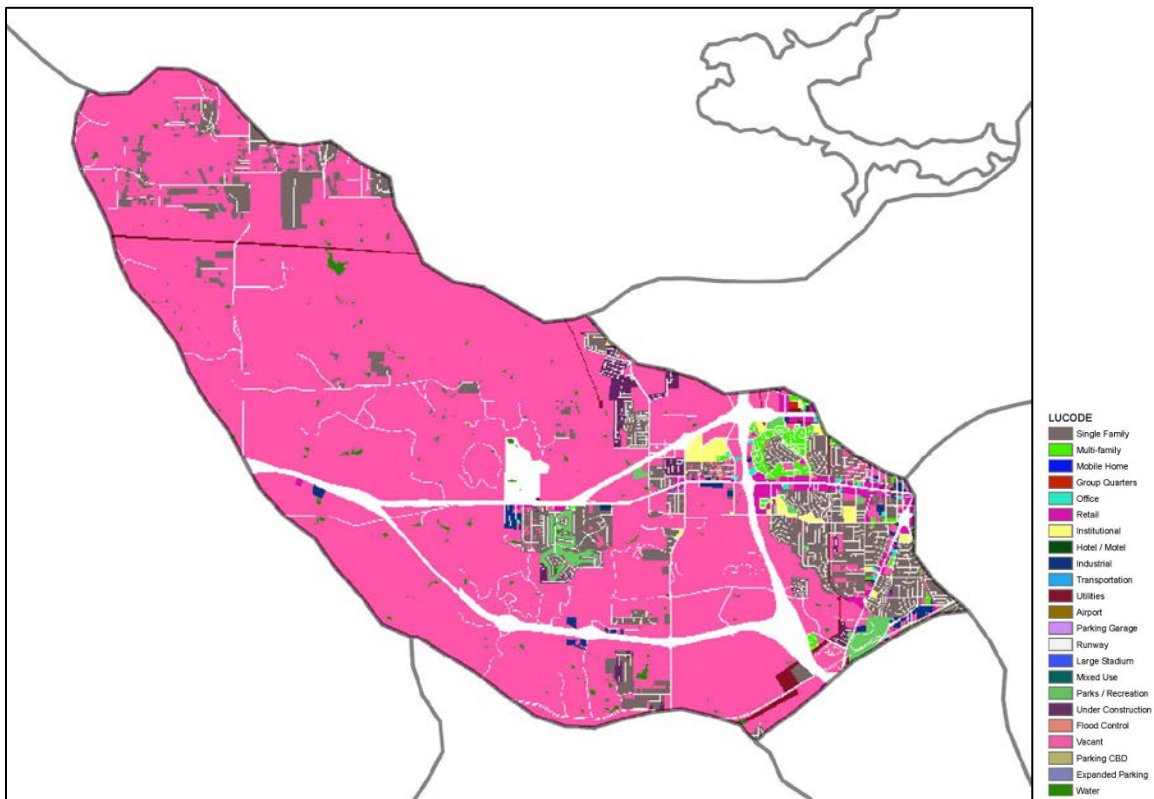 LUCODE
Single Family
Multi-family
Mobile Home
Group Quarters
Office
Retail
Institutional
Hotel / Motel
Industrial
Transportation
Utilities
Airport
Parking Garage
Runway
Large Stadium
Mixed Use
Parks / Recreation
Under Construction
Flood Control
Vacant
Parking CBD
Expanded Parking
Water